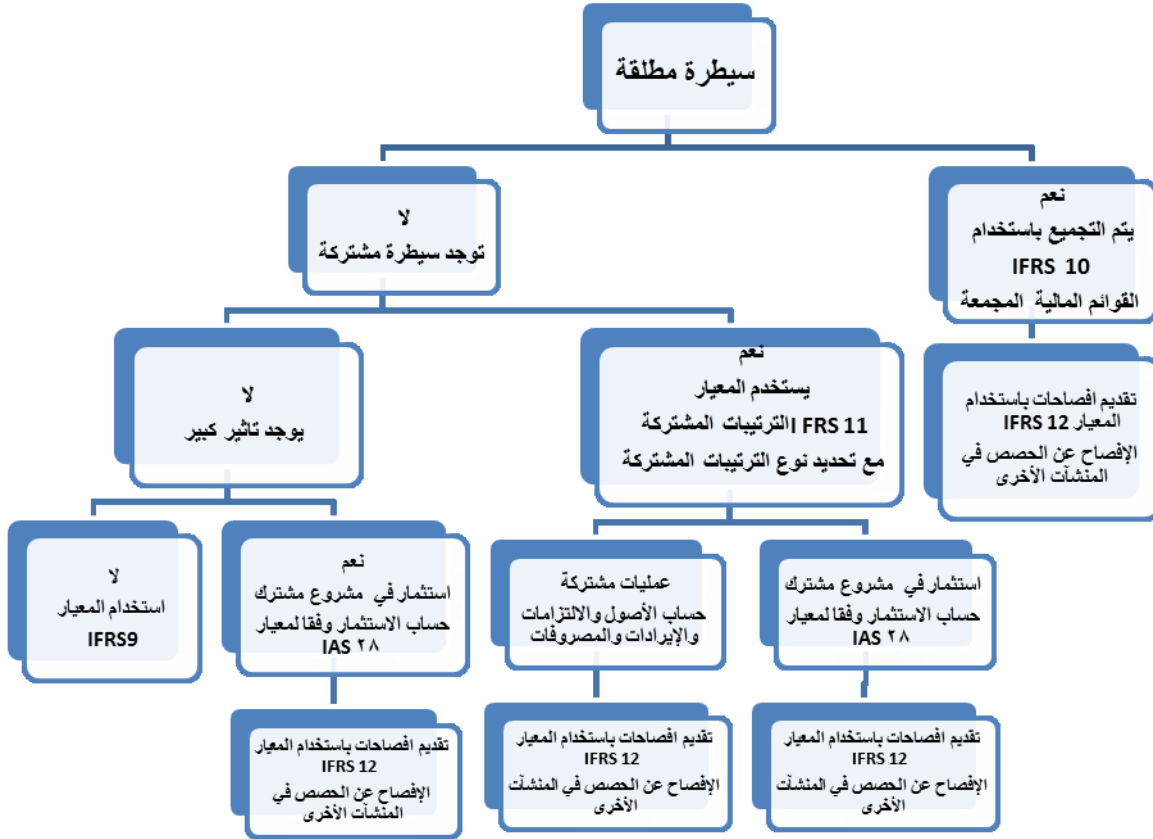 سيطرة مطلقة
نعم
يتم التجميع باستخدام
IFRS 10
القوائم المالية المجمعة
لا
توجد سيطرة مشتركة
تقديم افصاحات باستخدام
المعيار IFRS 12
الإفصاح عن الحصص في
المنشآت الأخرى
نعم
يستخدم المعيار
I FRS 11الترتيبات المشتركة
مع تحديد نوع الترتيبات المشتركة
لا
يوجد تاثير كبير
استثمار في مشروع مشترك
حساب الاستثمار وفقا لمعيار
IAS ٢٨
عمليات مشتركة
حساب الأصول والالتزامات
والإيرادات والمصروفات
نعم
استثمار في مشروع مشترك
حساب الاستثمار وفقا لمعيار
IAS ٢٨
لا
استخدام المعيار
IFRS9
تقديم افصاحات باستخدام المعيار
IFRS 12
الإفصاح عن الحصص في المنشآت
الأخرى
تقديم افصاحات باستخدام المعيار
IFRS 12
الإفصاح عن الحصص في المنشآت
الأخرى
تقديم افصاحات باستخدام المعيار
IFRS 12
الإفصاح عن الحصص في
المنشآت الأخرى